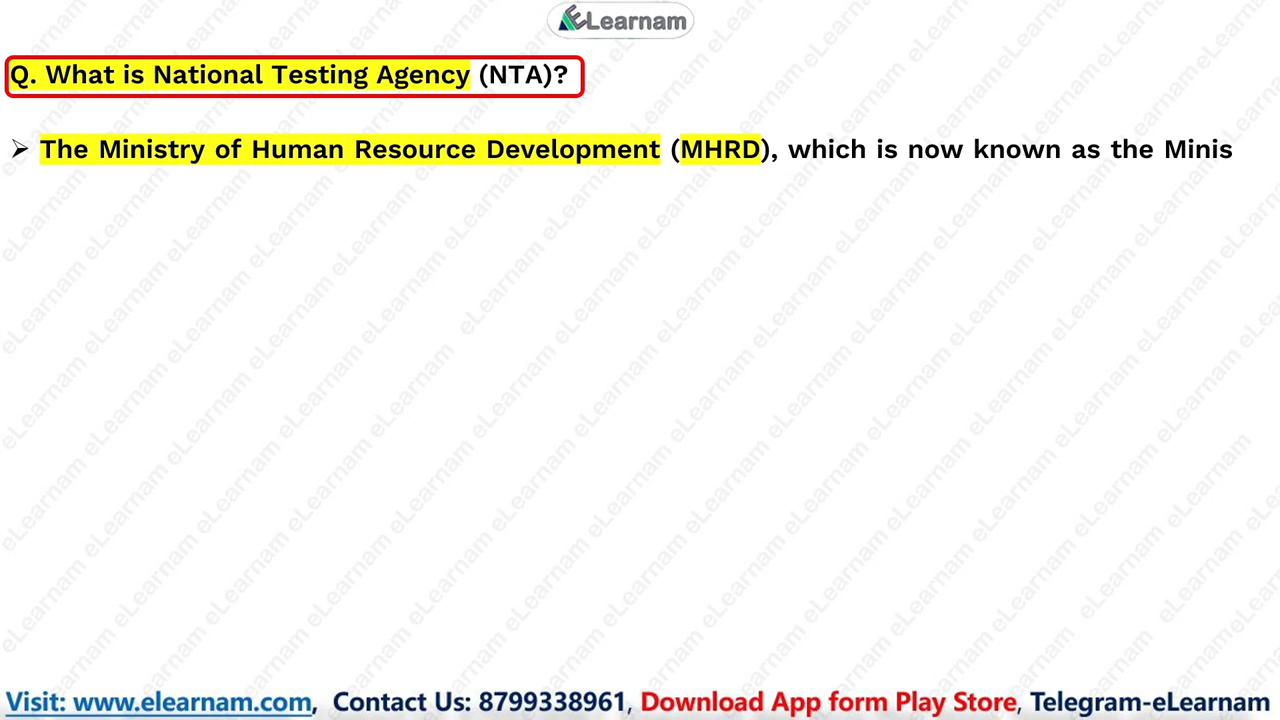 eLearnam
Q. What is National Testing Agency (NTA)?
➢ The Ministry of Human Resource Development (MHRD), which is now known as the Minis
Visit: www.elearnam.com, Contact Us: 8799338961, Download App form Play Store, Telegram-eLearnam